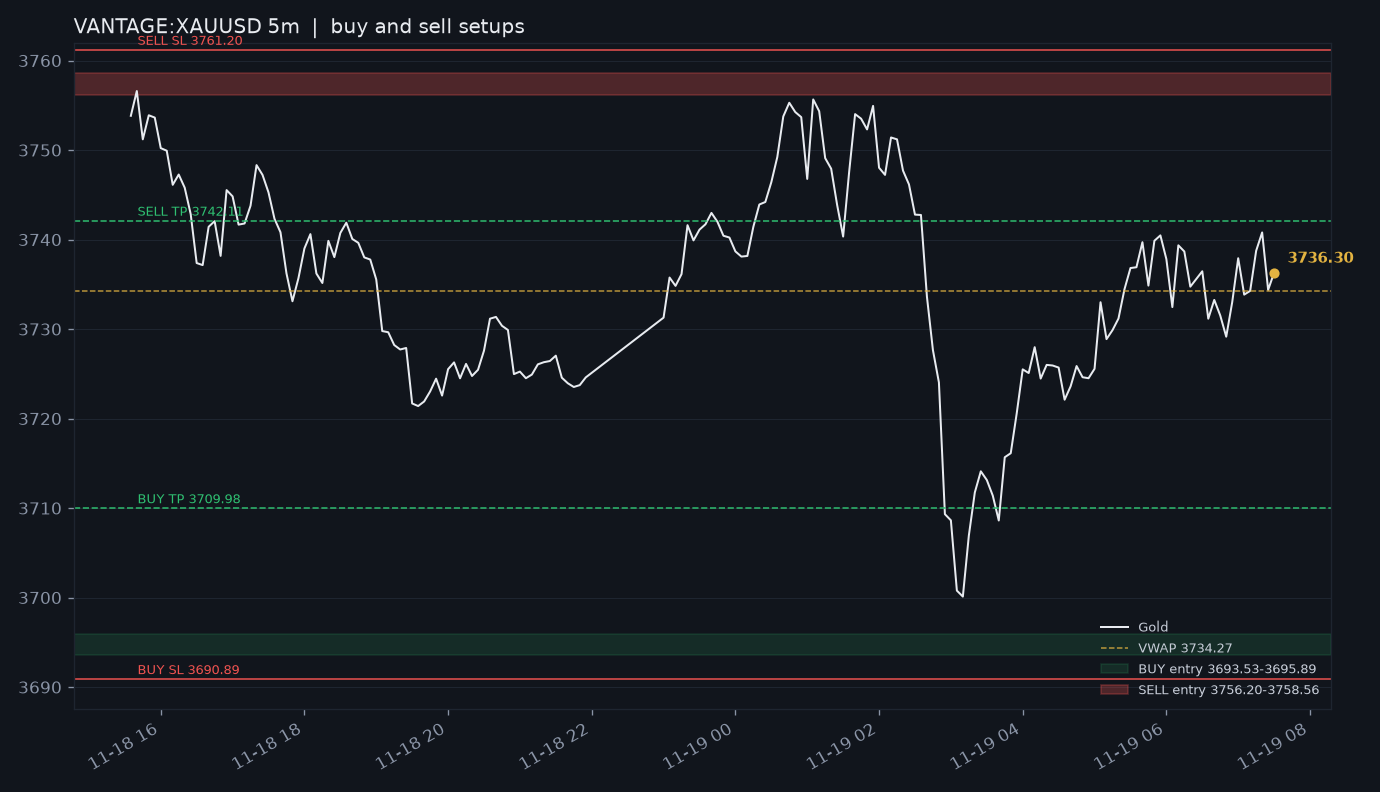 VANTAGE:XAUUSD 5m | buy and sell setups
SELL SL 3761.20
3760
3750
SELL TP 3742.11
3740
3736.30
3730
3720
BUY TP 3709.98
3710
3700
Gold
VWAP 3734.27
BUY SL 3690.89
BUY entry 3693.53-3695.89
3690
SELL entry 3756.20-3758.56
11-18 16
11-18 18
11-18 20
11-18 22
11-19 00
11-19 02
11-19 04
11-19 06
11-19 08